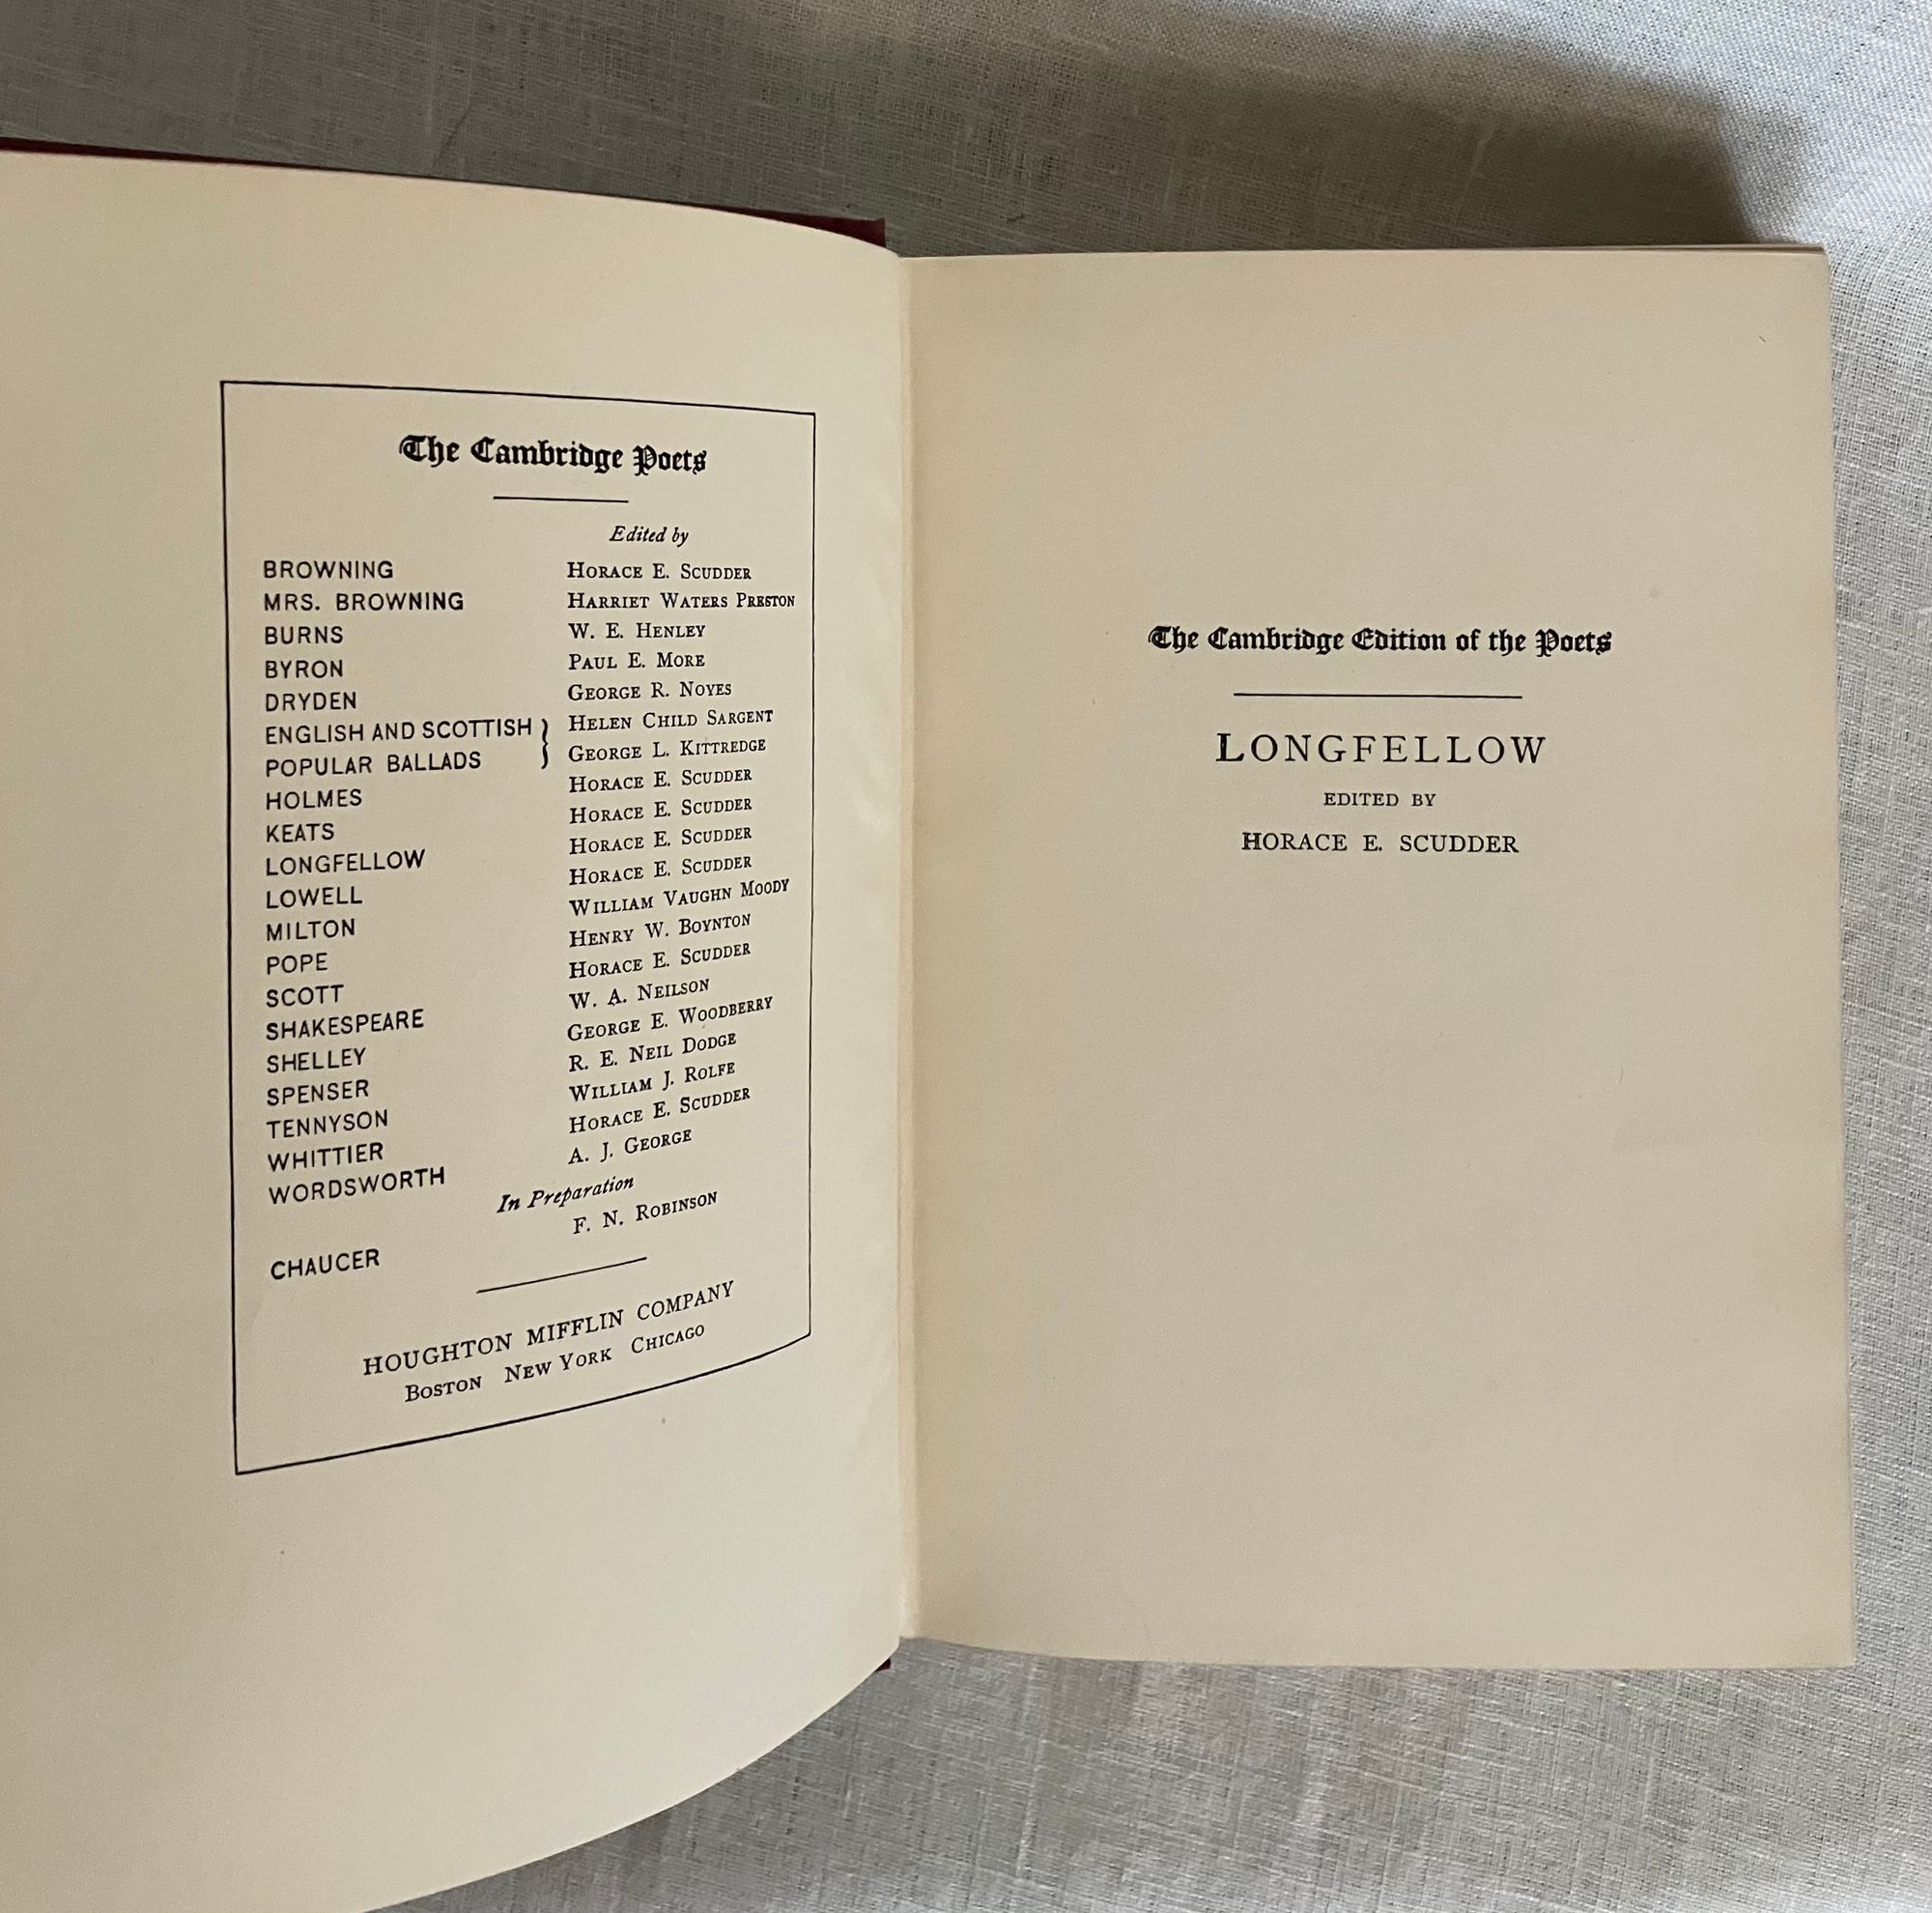 The Cambridge Poets
Edited by
BROWNING HORACE E. SCUDDER
MRS. BROWNING HARRIET WATERS PRESTON
BURNS W. E. HENLEY
BYRON PAUL E. MORE
DRYDEN GEORGE R. NOYES
ENGLISH AND SCOTTISH } HELEN CHILD SARGENT
POPULAR BALLADS } GEORGE L. KITTREDGE
HOLMES HORACE E. SCUDDER
KEATS HORACE E. SCUDDER
LONGFELLOW HORACE E. SCUDDER
LOWELL HORACE E. SCUDDER
MILTON WILLIAM VAUGHN MOODY
POPE HENRY W. BOYNTON
SCOTT HORACE E. SCUDDER
SHAKESPEARE W. A. NEILSON
SHELLEY GEORGE E. WOODBERRY
SPENSER R. E. NEIL DODGE
TENNYSON WILLIAM J. ROLFE
WHITTIER HORACE E. SCUDDER
WORDSWORTH A. J. GEORGE
In Preparation
CHAUCER F. N. ROBINSON
HOUGHTON MIFFLIN COMPANY
BOSTON NEW YORK CHICAGO
The Cambridge Edition of the Poets
LONGFELLOW
EDITED BY
HORACE E. SCUDDER